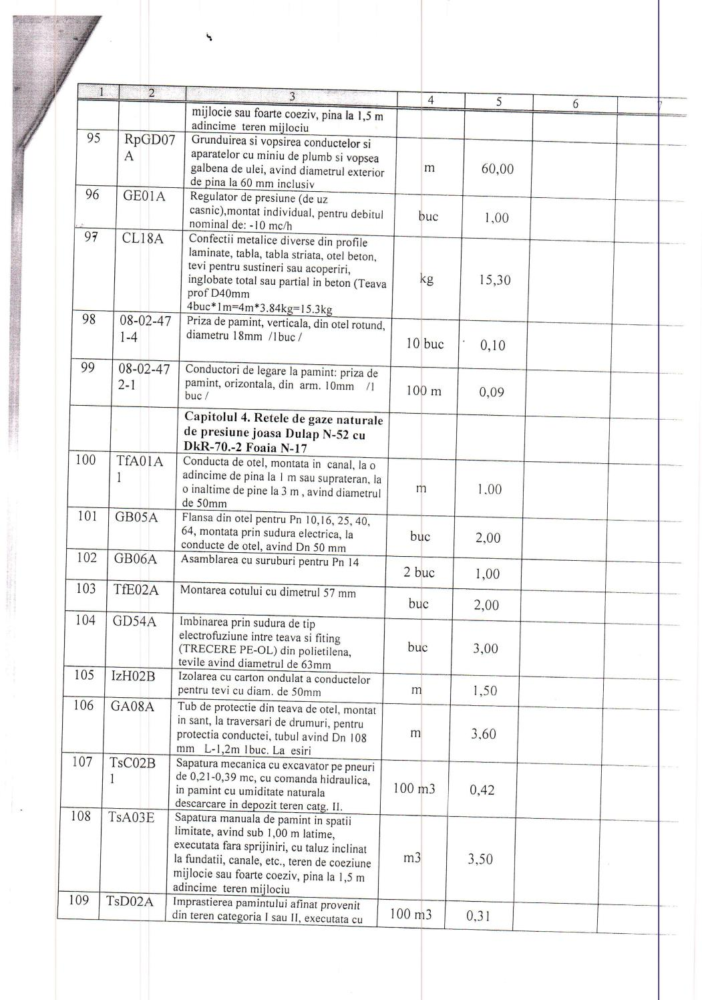 1 2 3 4 5 6 7
mijlocie sau foarte coeziv, pina la 1,5 m
adincime teren mijlociu
95 RpGD07 Grunduirea si vopsirea conductelor si
A aparatelor cu miniu de plumb si vopsea
galbena de ulei, avind diametrul exterior m 60,00
de pina la 60 mm inclusiv
96 GE01A Regulator de presiune (de uz
casnic),montat individual, pentru debitul buc 1,00
nominal de: -10 mc/h
97 CL18A Confectii metalice diverse din profile
laminate, tabla, tabla striata, otel beton,
tevi pentru sustineri sau acoperiri,
inglobate total sau partial in beton (Teava kg 15,30
prof D40mm
4buc*1m=4m*3.84kg=15.3kg
98 08-02-47 Priza de pamint, verticala, din otel rotund,
1-4 diametru 18mm /1buc / 10 buc 0,10
99 08-02-47 Conductori de legare la pamint: priza de
2-1 pamint, orizontala, din arm. 10mm /1 100 m 0,09
buc /
Capitolul 4. Retele de gaze naturale
de presiune joasa Dulap N-52 cu
DkR-70.-2 Foaia N-17
100 TfA01A Conducta de otel, montata in canal, la o
1 adincime de pina la 1 m sau suprateran, la
o inaltime de pine la 3 m , avind diametrul m 1,00
de 50mm
101 GB05A Flansa din otel pentru Pn 10,16, 25, 40,
64, montata prin sudura electrica, la buc 2,00
conducte de otel, avind Dn 50 mm
102 GB06A Asamblarea cu suruburi pentru Pn 14 2 buc 1,00
103 TfE02A Montarea cotului cu dimetrul 57 mm buc 2,00
104 GD54A Imbinarea prin sudura de tip
electrofuziune intre teava si fiting
(TRECERE PE-OL) din polietilena, buc 3,00
tevile avind diametrul de 63mm
105 IzH02B Izolarea cu carton ondulat a conductelor
pentru tevi cu diam. de 50mm m 1,50
106 GA08A Tub de protectie din teava de otel, montat
in sant, la traversari de drumuri, pentru
protectia conductei, tubul avind Dn 108 m 3,60
mm L-1,2m 1buc. La esiri
107 TsC02B Sapatura mecanica cu excavator pe pneuri
1 de 0,21-0,39 mc, cu comanda hidraulica,
in pamint cu umiditate naturala 100 m3 0,42
descarcare in depozit teren catg. II.
108 TsA03E Sapatura manuala de pamint in spatii
limitate, avind sub 1,00 m latime,
executata fara sprijiniri, cu taluz inclinat
la fundatii, canale, etc., teren de coeziune m3 3,50
mijlocie sau foarte coeziv, pina la 1,5 m
adincime teren mijlociu
109 TsD02A Imprastierea pamintului afinat provenit
din teren categoria I sau II, executata cu 100 m3 0,31